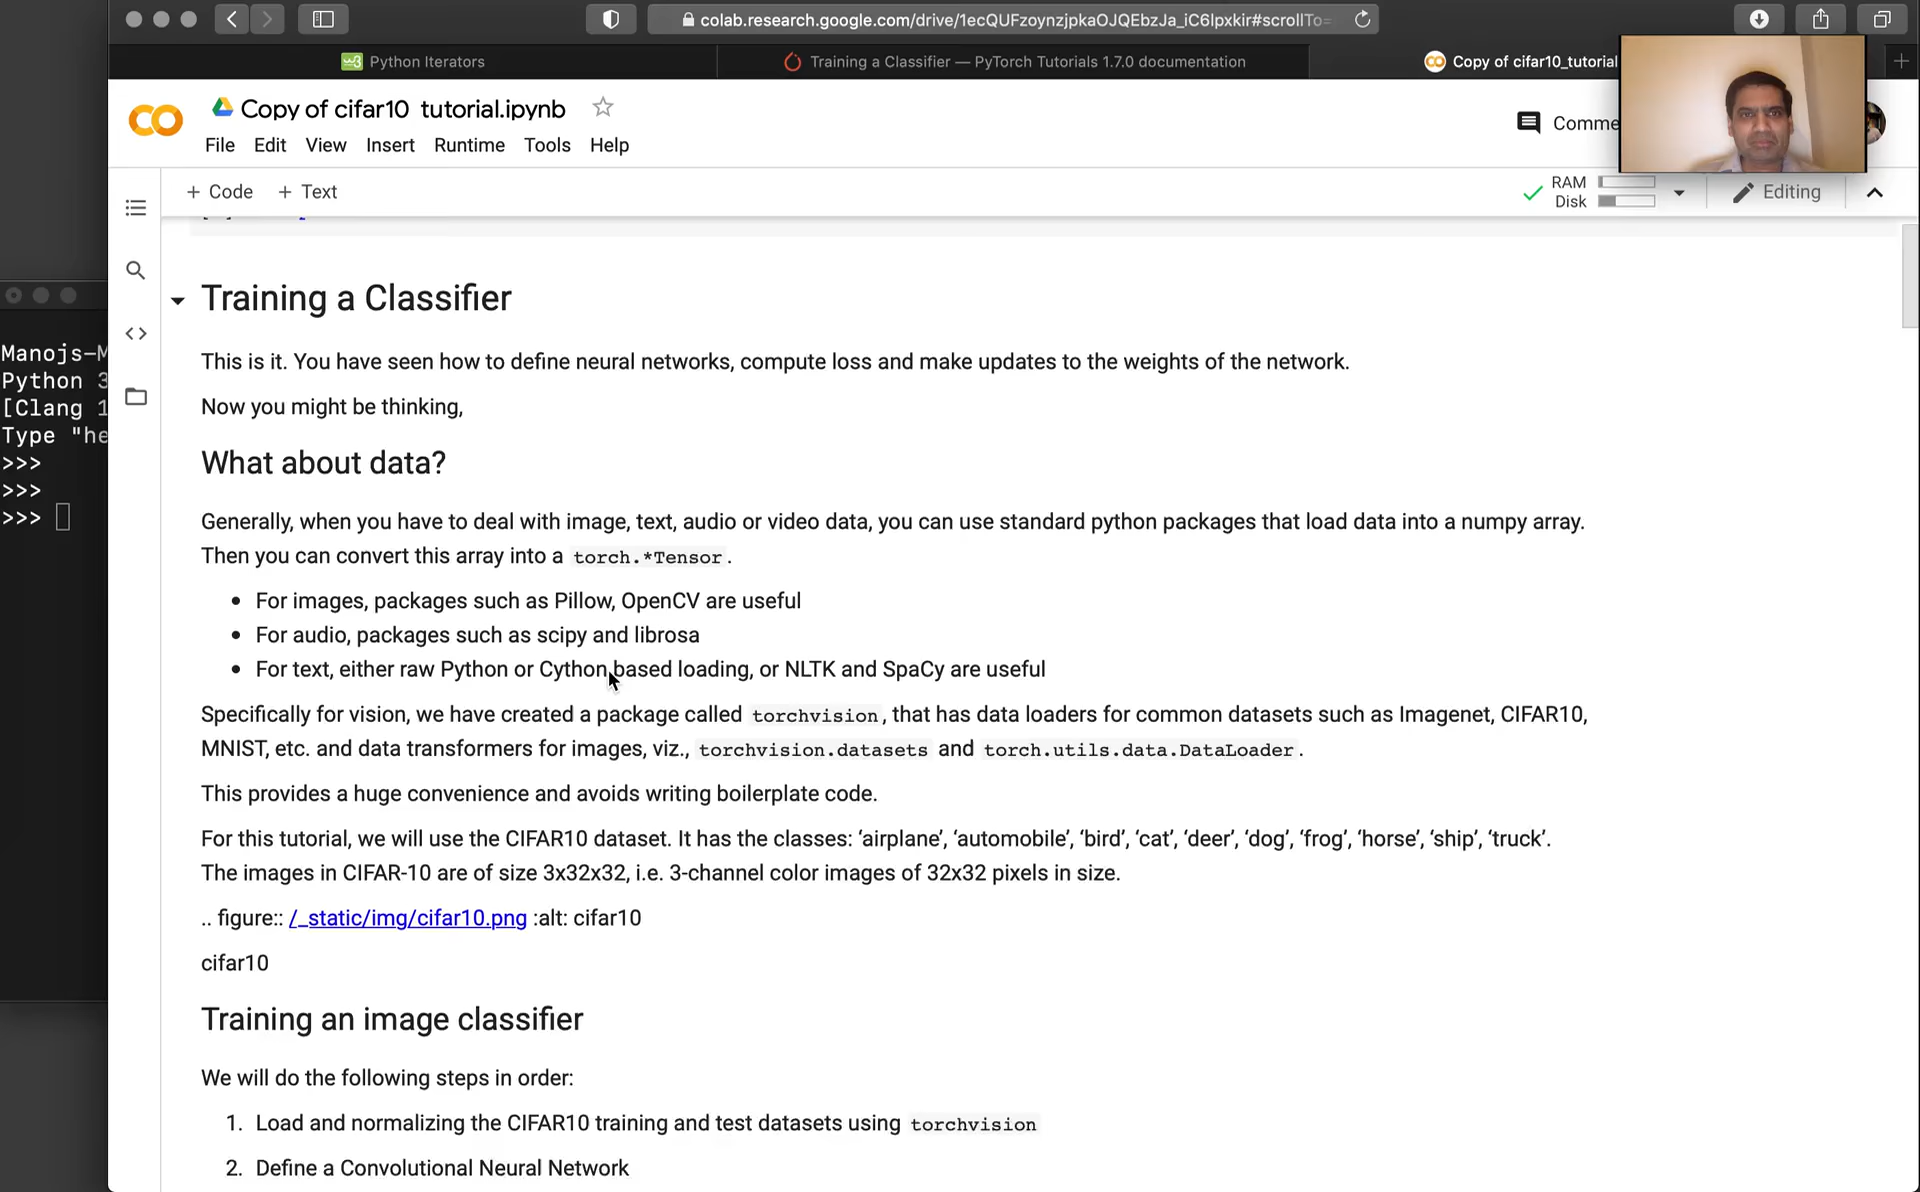 colab.research.google.com/drive/1ecQUFzoynzjpkaOJQEbzJa_iC6lpxkir#scrollTo=
Python Iterators
Training a Classifier — PyTorch Tutorials 1.7.0 documentation
Copy of cifar10_tutorial
Copy of cifar10 tutorial.ipynb
Comme
File Edit View Insert Runtime Tools Help
+ Code + Text
RAM
Disk
Editing
Training a Classifier
This is it. You have seen how to define neural networks, compute loss and make updates to the weights of the network.
Now you might be thinking,
What about data?
Generally, when you have to deal with image, text, audio or video data, you can use standard python packages that load data into a numpy array.
Then you can convert this array into a torch.*Tensor.
• For images, packages such as Pillow, OpenCV are useful
• For audio, packages such as scipy and librosa
• For text, either raw Python or Cython based loading, or NLTK and SpaCy are useful
Specifically for vision, we have created a package called torchvision, that has data loaders for common datasets such as Imagenet, CIFAR10,
MNIST, etc. and data transformers for images, viz., torchvision.datasets and torch.utils.data.DataLoader.
This provides a huge convenience and avoids writing boilerplate code.
For this tutorial, we will use the CIFAR10 dataset. It has the classes: ‘airplane’, ‘automobile’, ‘bird’, ‘cat’, ‘deer’, ‘dog’, ‘frog’, ‘horse’, ‘ship’, ‘truck’.
The images in CIFAR-10 are of size 3x32x32, i.e. 3-channel color images of 32x32 pixels in size.
.. figure:: /_static/img/cifar10.png :alt: cifar10
cifar10
Training an image classifier
We will do the following steps in order:
1. Load and normalizing the CIFAR10 training and test datasets using torchvision
2. Define a Convolutional Neural Network
Manojs-M
Python 3
[Clang 1
Type "he
>>>
>>>
>>>